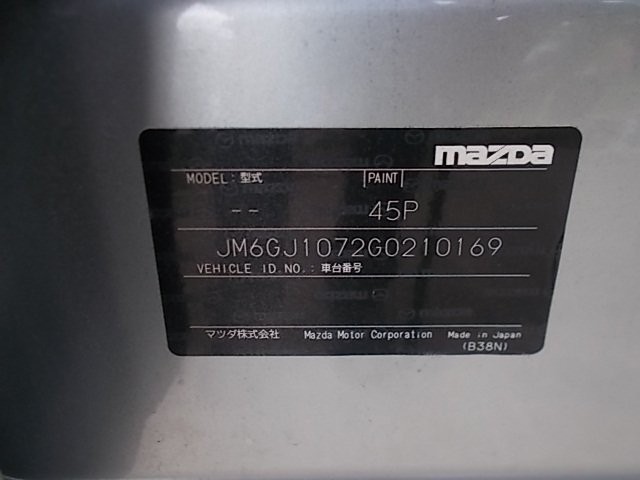 mazda
MODEL : 型式 PAINT
-- 45P
JM6GJ1072G0210169
VEHICLE ID.NO. : 車台番号
マツダ株式会社 Mazda Motor Corporation Made in Japan
(B38N)